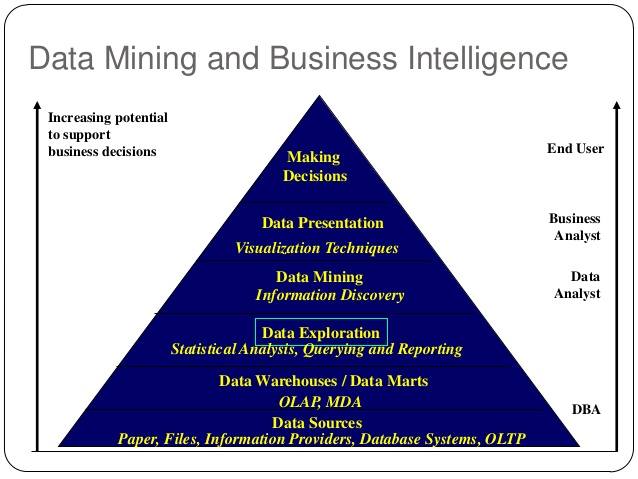 Data Mining and Business Intelligence
Increasing potential
to support
business decisions
Making
Decisions
End User
Data Presentation
Visualization Techniques
Business
Analyst
Data Mining
Information Discovery
Data
Analyst
Data Exploration
Statistical Analysis, Querying and Reporting
Data Warehouses / Data Marts
OLAP, MDA
DBA
Data Sources
Paper, Files, Information Providers, Database Systems, OLTP